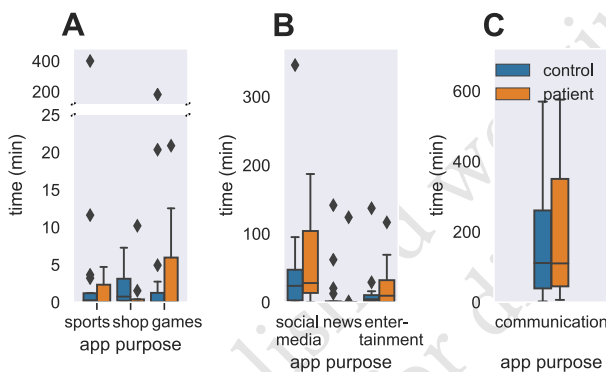 A
B
C
400
200
25
20
15
10
5
0
time (min)
sports shop games
app purpose
300
200
100
0
time (min)
social news enter-
media tainment
app purpose
control
patient
600
400
200
0
time (min)
communication
app purpose